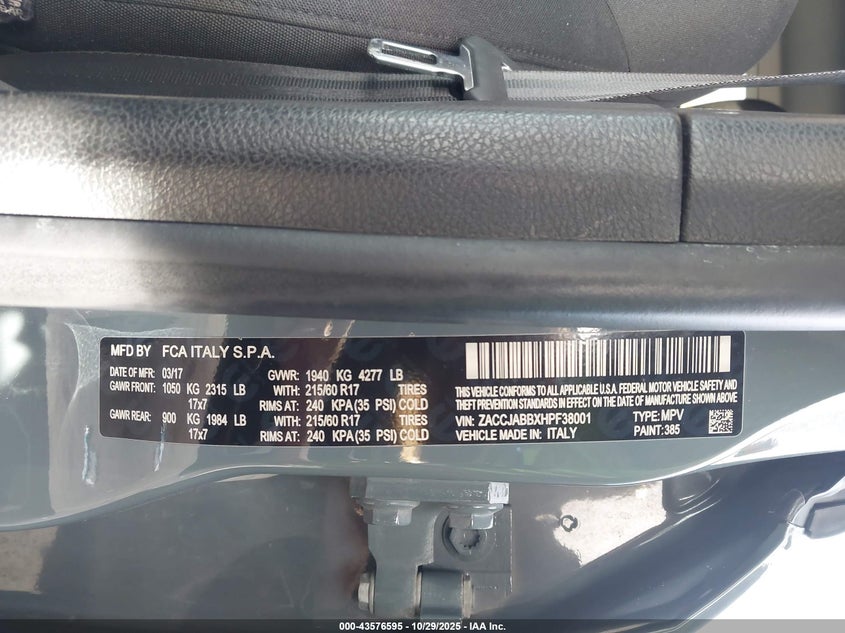 MFD BY FCA ITALY S.P.A.
DATE OF MFR: 03/17 GVWR: 1940 KG 4277 LB
GAWR FRONT: 1050 KG 2315 LB WITH: 215/60 R17 TIRES
17x7 RIMS AT: 240 KPA (35 PSI) COLD
GAWR REAR: 900 KG 1984 LB WITH: 215/60 R17 TIRES
17x7 RIMS AT: 240 KPA (35 PSI) COLD
THIS VEHICLE CONFORMS TO ALL APPLICABLE U.S.A. FEDERAL MOTOR VEHICLE SAFETY AND
THEFT PREVENTION STANDARDS IN EFFECT ON THE DATE OF MANUFACTURE SHOWN ABOVE.
VIN: ZACCJABBXHPF38001 TYPE: MPV
VEHICLE MADE IN: ITALY PAINT: 385
000-43576595 - 10/29/2025 - IAA Inc.